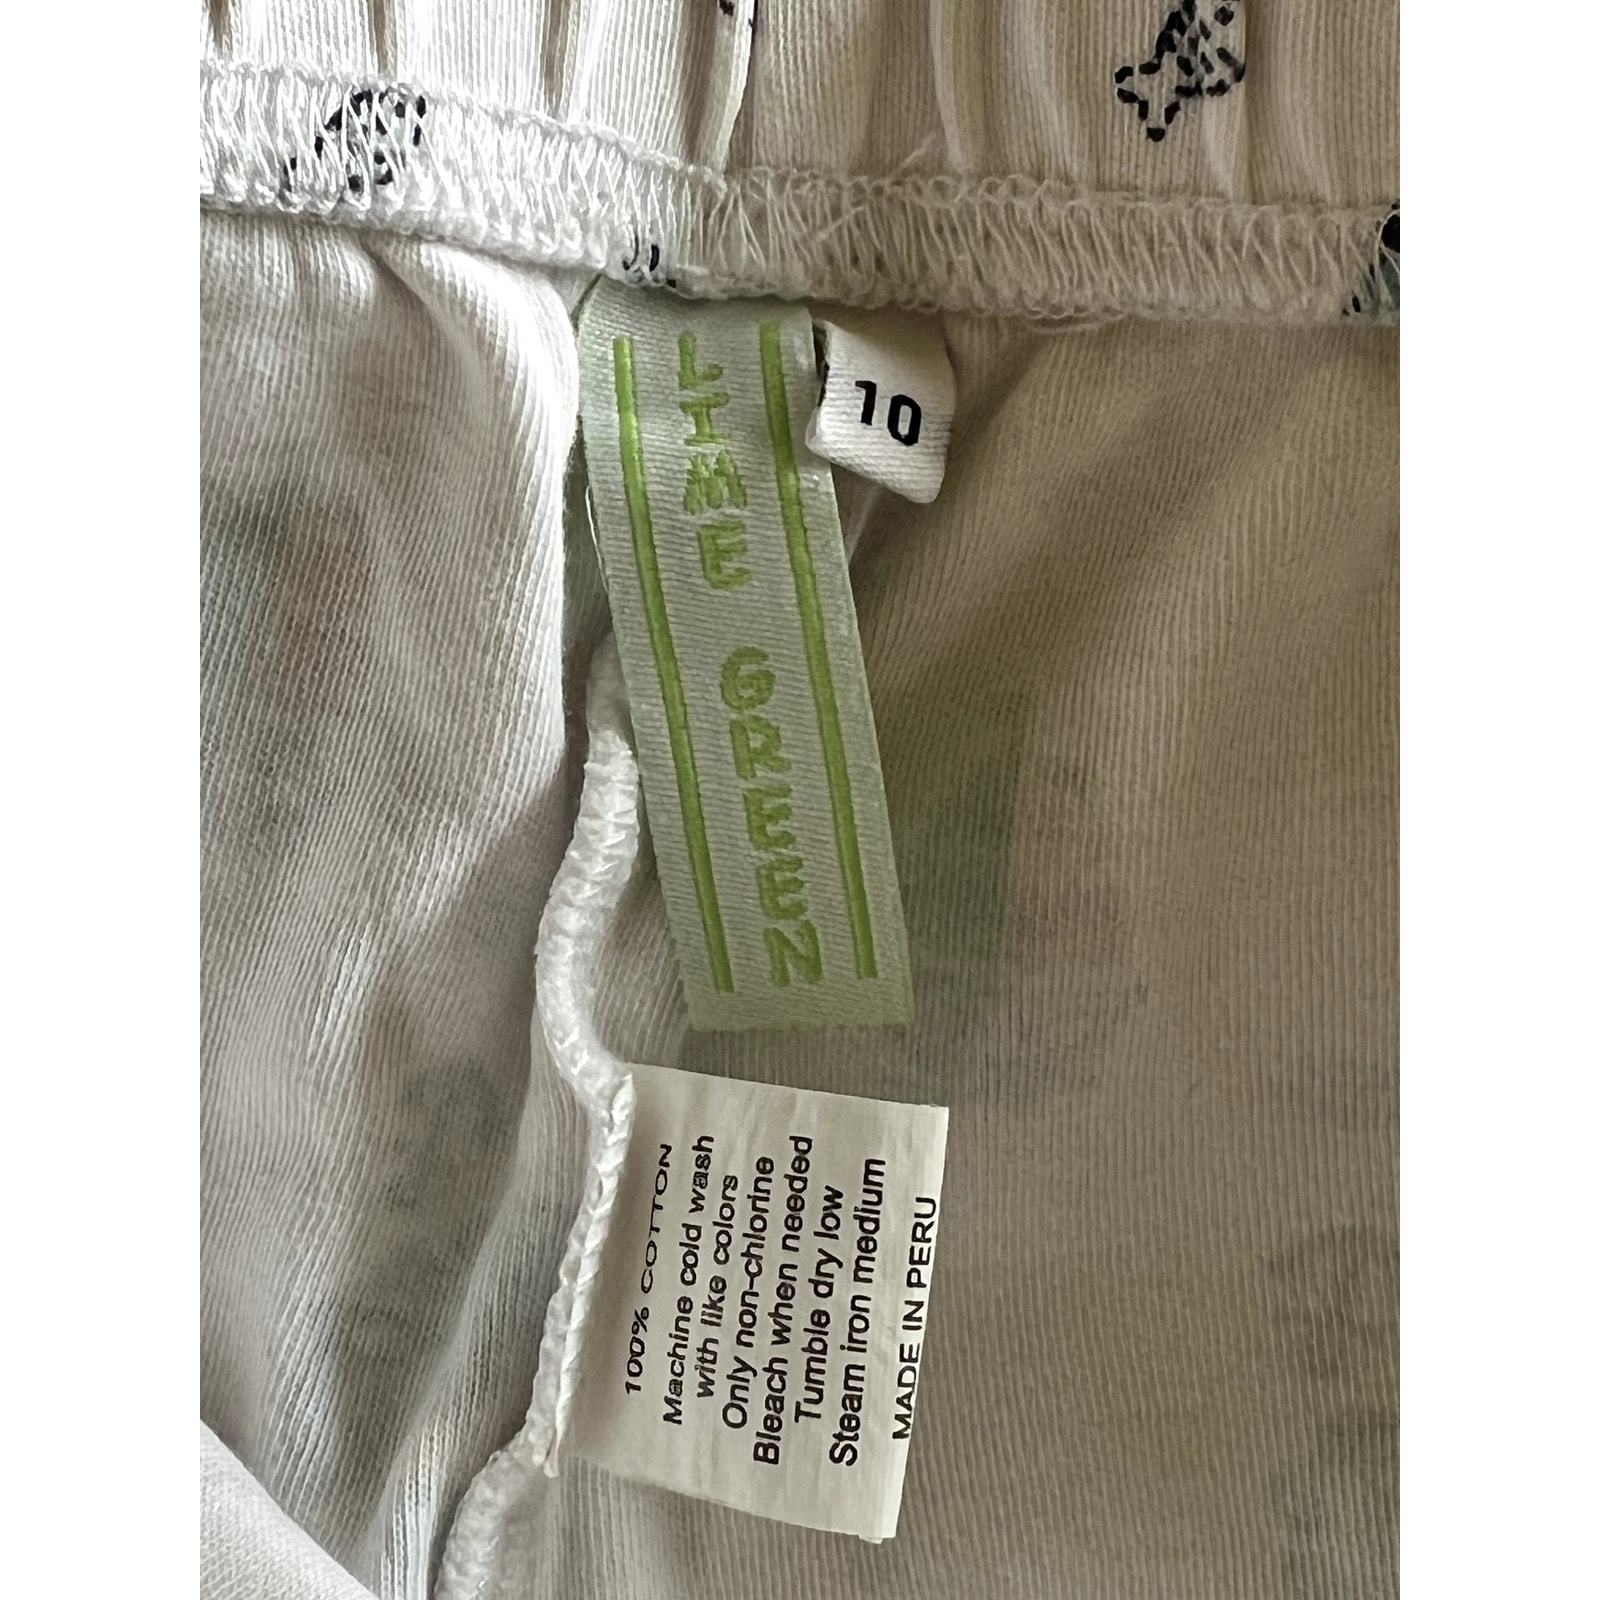 LIME GREEN
10
100% COTTON
Machine cold wash
with like colors
Only non-chlorine
Bleach when needed
Tumble dry low
Steam iron medium
MADE IN PERU